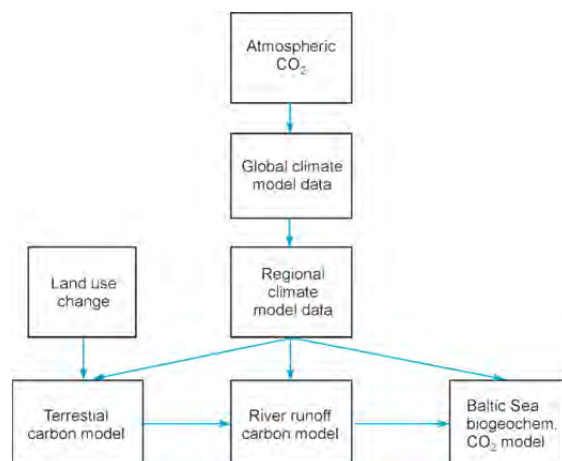 Atmospheric
CO₂
Global climate
model data
Land use
change
Regional
climate
model data
Terrestial
carbon model
River runoff
carbon model
Baltic Sea
biogeochem.
CO₂ model